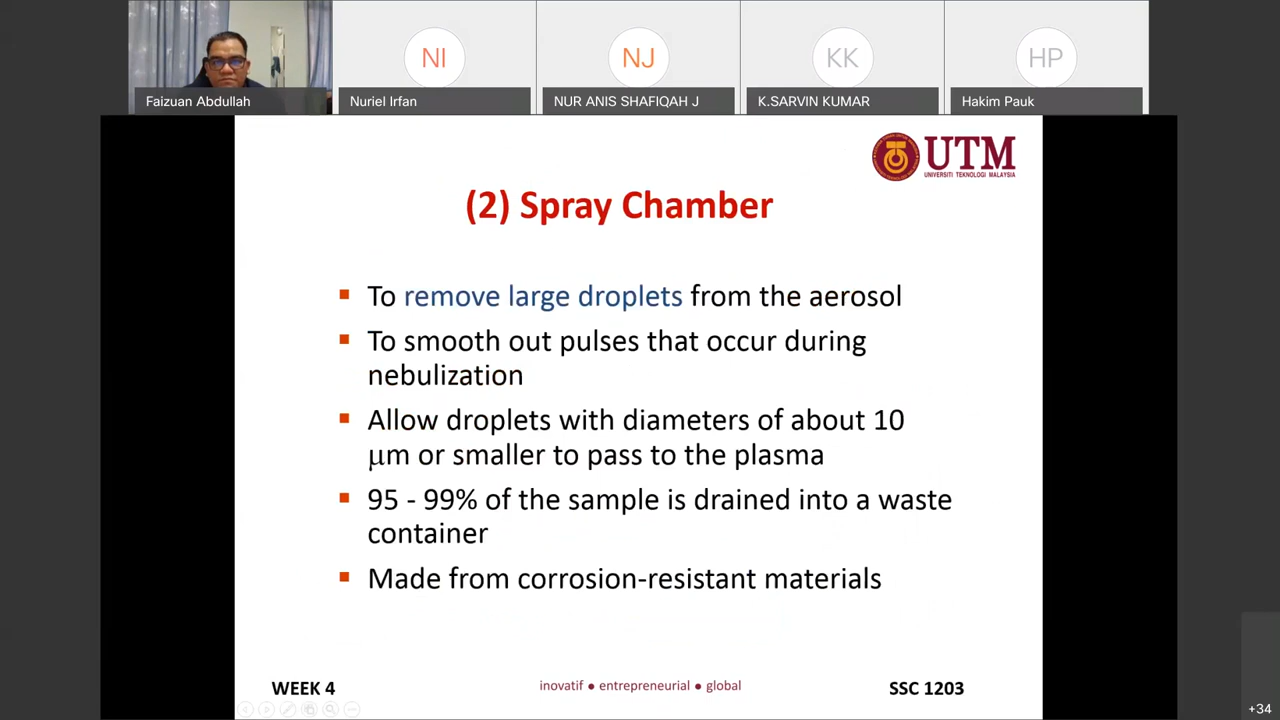 NI
NJ
KK
HP
Faizuan Abdullah
Nuriel Irfan
NUR ANIS SHAFIQAH J
K.SARVIN KUMAR
Hakim Pauk
UTM
UNIVERSITI TEKNOLOGI MALAYSIA
(2) Spray Chamber
▪ To remove large droplets from the aerosol
▪ To smooth out pulses that occur during
nebulization
▪ Allow droplets with diameters of about 10
μm or smaller to pass to the plasma
▪ 95 - 99% of the sample is drained into a waste
container
▪ Made from corrosion-resistant materials
WEEK 4
inovatif ● entrepreneurial ● global
SSC 1203
+34